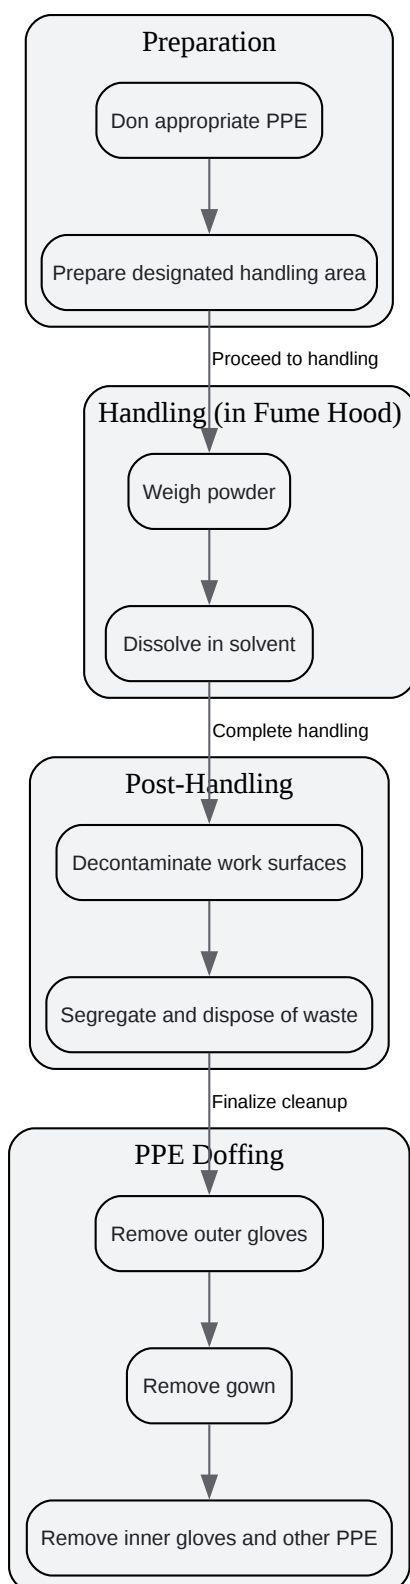 Preparation
Don appropriate PPE
Prepare designated handling area
Proceed to handling
Handling (in Fume Hood)
Weigh powder
Dissolve in solvent
Complete handling
Post-Handling
Decontaminate work surfaces
Segregate and dispose of waste
Finalize cleanup
PPE Doffing
Remove outer gloves
Remove gown
Remove inner gloves and other PPE